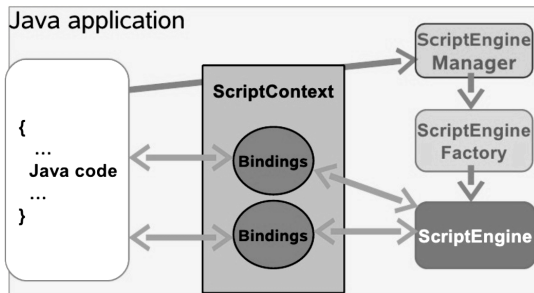 Java application
ScriptEngine
Manager
ScriptContext
{
…
Java code
…
}
Bindings
Bindings
ScriptEngine
Factory
ScriptEngine